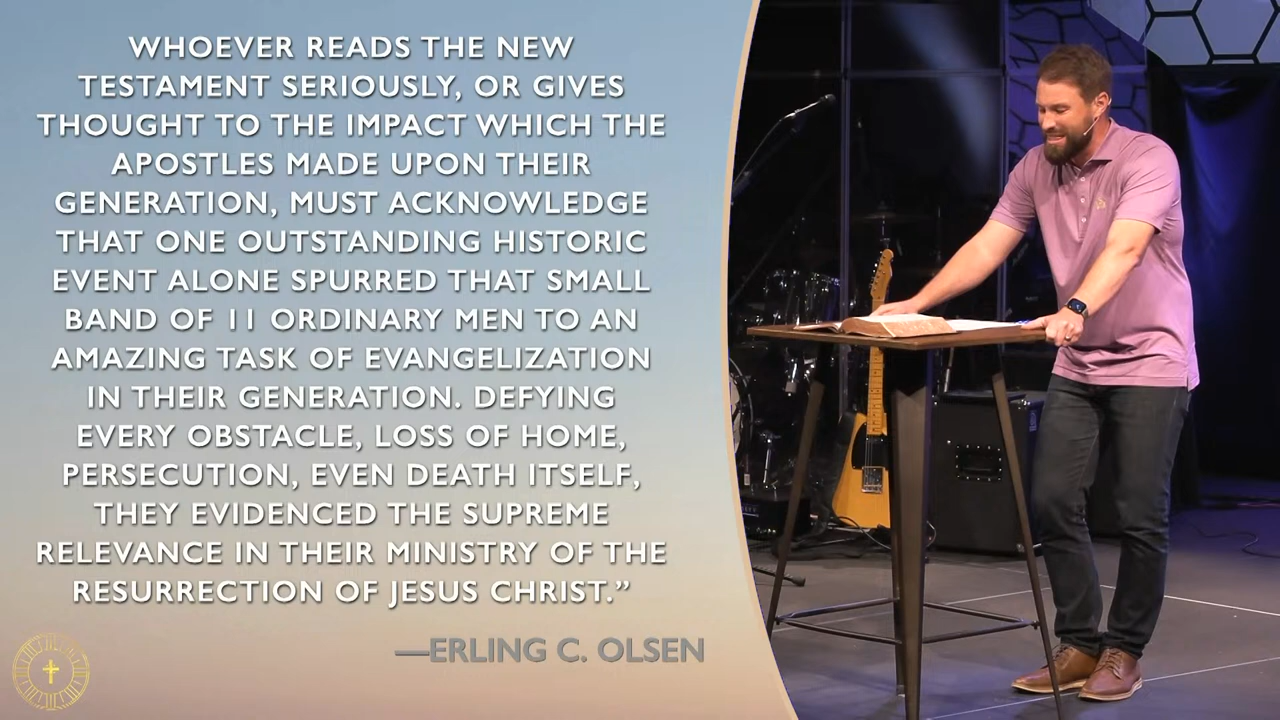 WHOEVER READS THE NEW
TESTAMENT SERIOUSLY, OR GIVES
THOUGHT TO THE IMPACT WHICH THE
APOSTLES MADE UPON THEIR
GENERATION, MUST ACKNOWLEDGE
THAT ONE OUTSTANDING HISTORIC
EVENT ALONE SPURRED THAT SMALL
BAND OF 11 ORDINARY MEN TO AN
AMAZING TASK OF EVANGELIZATION
IN THEIR GENERATION. DEFYING
EVERY OBSTACLE, LOSS OF HOME,
PERSECUTION, EVEN DEATH ITSELF,
THEY EVIDENCED THE SUPREME
RELEVANCE IN THEIR MINISTRY OF THE
RESURRECTION OF JESUS CHRIST.”
—ERLING C. OLSEN